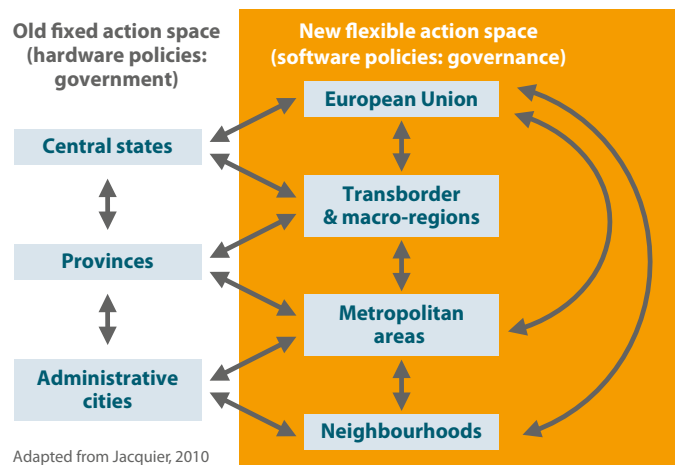 Old fixed action space
(hardware policies:
government)
New flexible action space
(software policies: governance)
European Union
Central states
Transborder
& macro-regions
Provinces
Metropolitan
areas
Administrative
cities
Neighbourhoods
Adapted from Jacquier, 2010